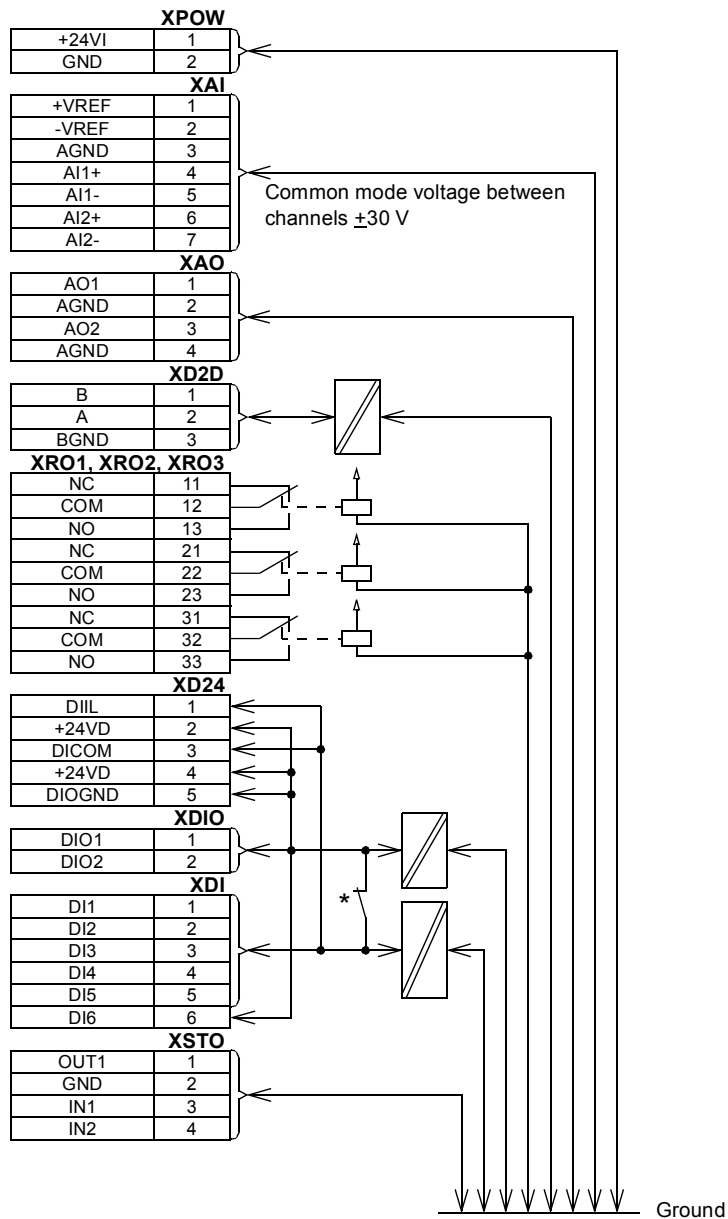 XPOW
+24VI 1
GND 2
XAI
+VREF 1
-VREF 2
AGND 3
AI1+ 4
AI1- 5
AI2+ 6
AI2- 7
Common mode voltage between
channels ±30 V
XAO
AO1 1
AGND 2
AO2 3
AGND 4
XD2D
B 1
A 2
BGND 3
XRO1, XRO2, XRO3
NC 11
COM 12
NO 13
NC 21
COM 22
NO 23
NC 31
COM 32
NO 33
XD24
DIIL 1
+24VD 2
DICOM 3
+24VD 4
DIOGND 5
XDIO
DIO1 1
DIO2 2
XDI
DI1 1
DI2 2
DI3 3
DI4 4
DI5 5
DI6 6
*
XSTO
OUT1 1
GND 2
IN1 3
IN2 4
Ground